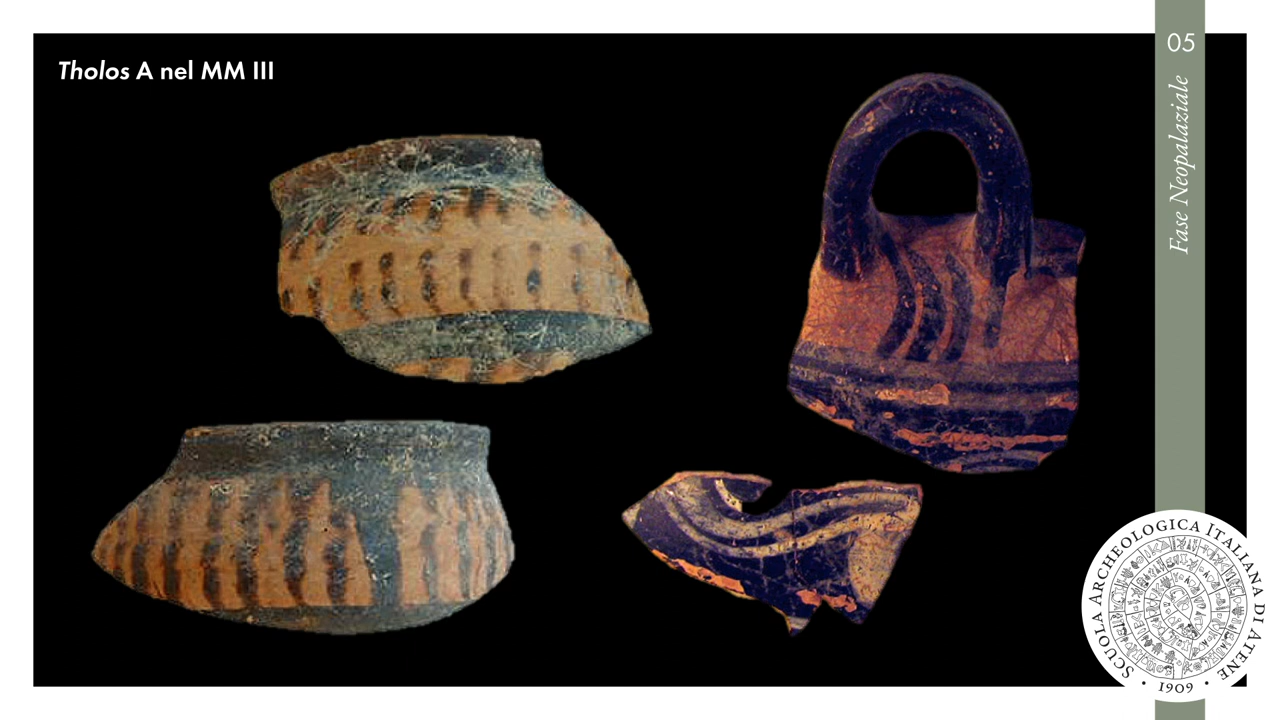 Tholos A nel MM III
05
Fase Neopalaziale
SCUOLA ARCHEOLOGICA ITALIANA DI ATENE
• 1909 •